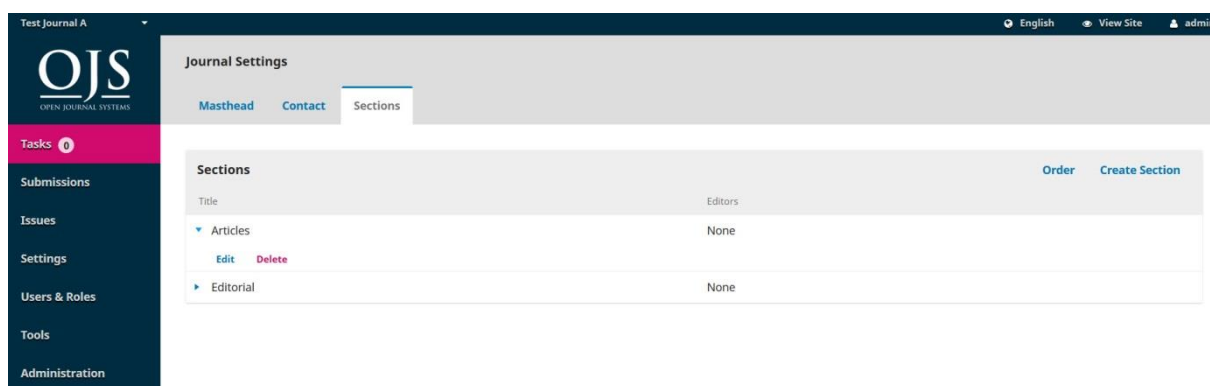 Test Journal A
English View Site admi
OJS
OPEN JOURNAL SYSTEMS
Journal Settings
Masthead Contact Sections
Tasks 0
Submissions
Issues
Settings
Users & Roles
Tools
Administration
Sections Order Create Section
Title Editors
Articles None
Edit Delete
Editorial None